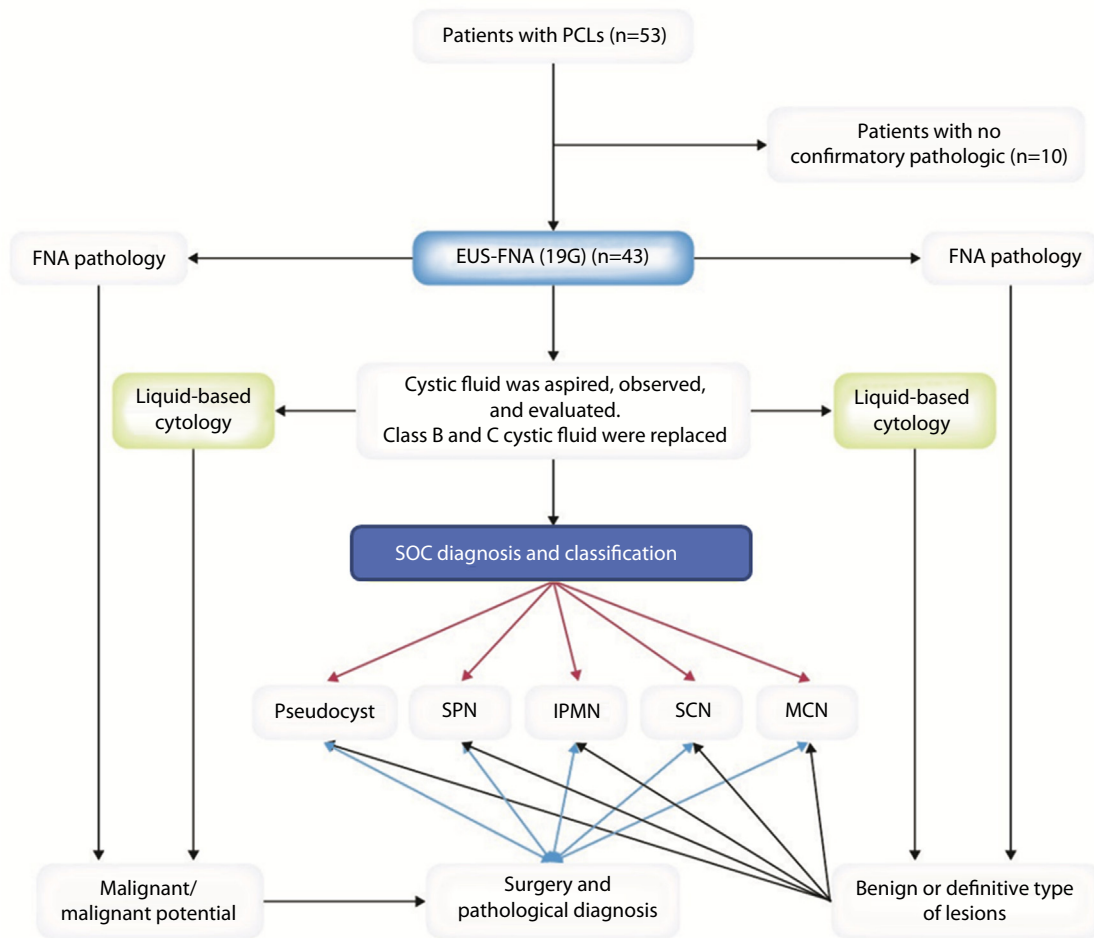 Patients with PCLs (n=53)
Patients with no
confirmatory pathologic (n=10)
FNA pathology
EUS-FNA (19G) (n=43)
FNA pathology
Liquid-based
cytology
Cystic fluid was aspired, observed,
and evaluated.
Class B and C cystic fluid were replaced
Liquid-based
cytology
SOC diagnosis and classification
Pseudocyst
SPN
IPMN
SCN
MCN
Malignant/
malignant potential
Surgery and
pathological diagnosis
Benign or definitive type
of lesions